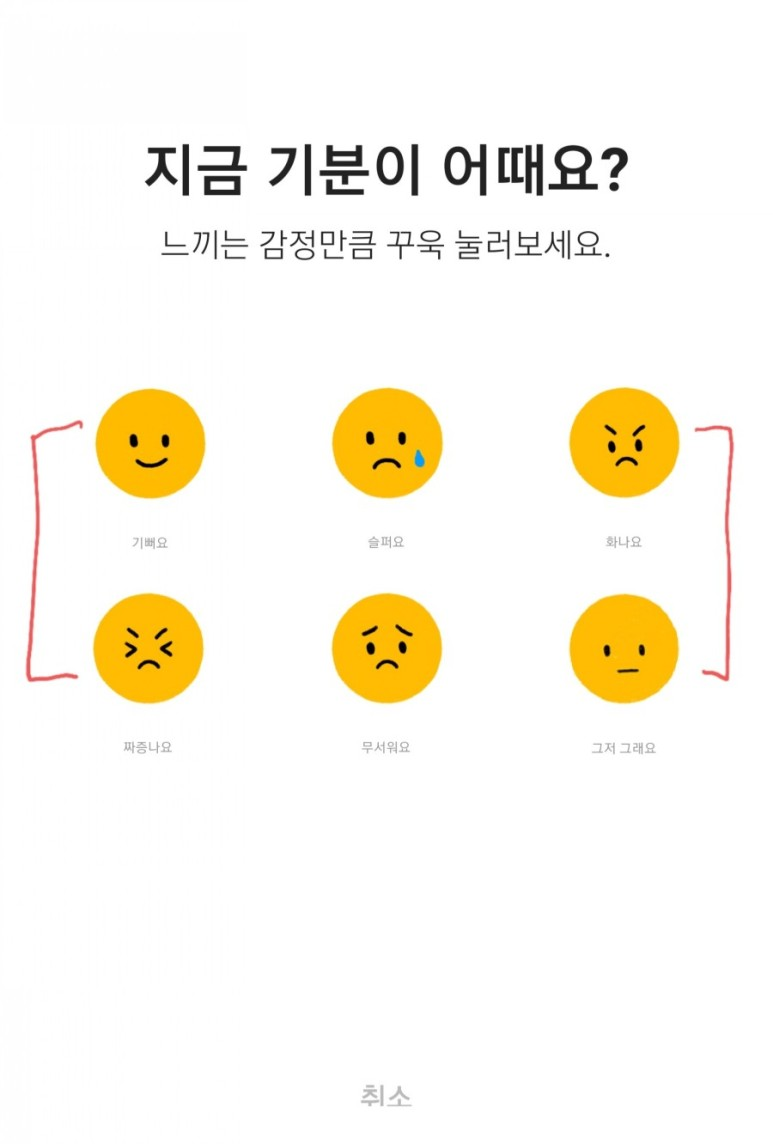 지금 기분이 어때요?
느끼는 감정만큼 꾸욱 눌러보세요.
기뻐요 슬퍼요 화나요
짜증나요 무서워요 그저 그래요
취소